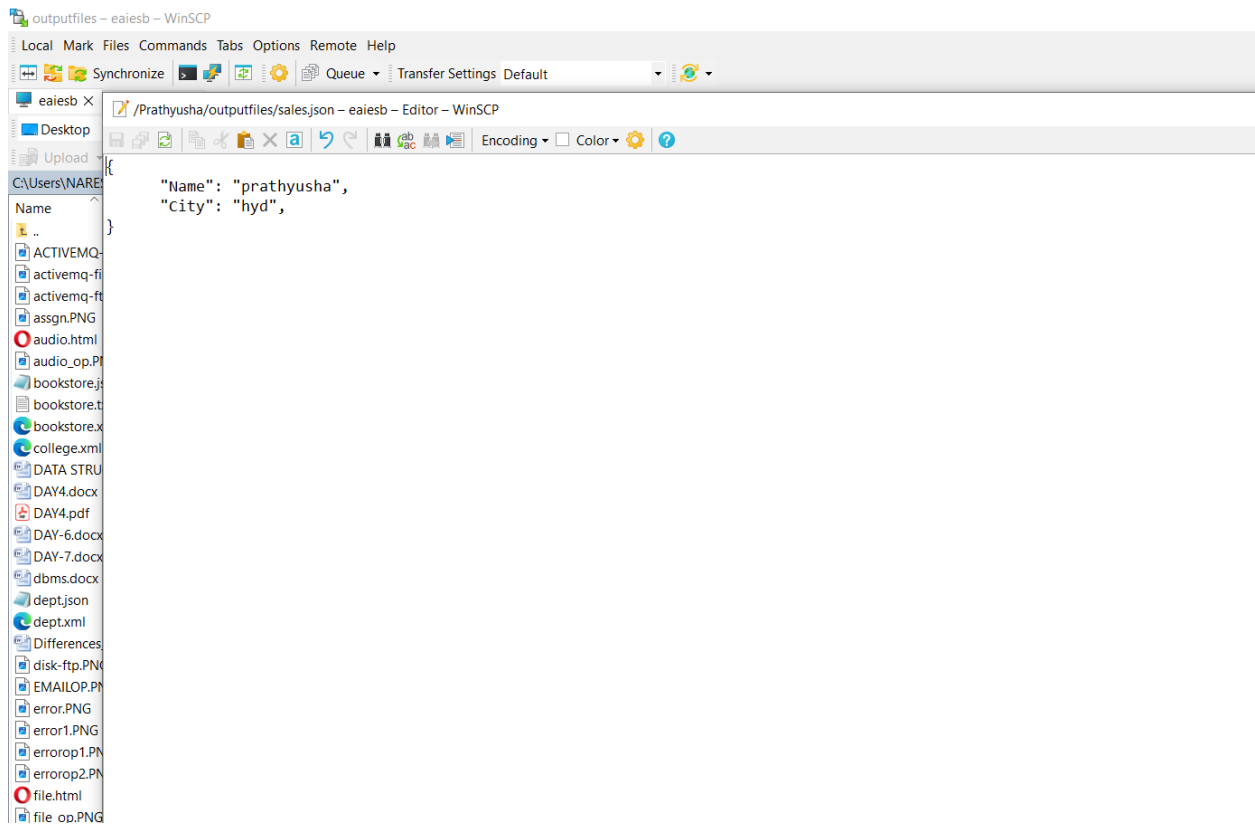 outputfiles – eaiesb – WinSCP
Local Mark Files Commands Tabs Options Remote Help
Synchronize Queue Transfer Settings Default
eaiesb
/Prathyusha/outputfiles/sales.json – eaiesb – Editor – WinSCP
Desktop
Encoding Color
Upload
{
C:\Users\NARE
"Name": "prathyusha",
Name
"City": "hyd",
..
}
ACTIVEMQ-
activemq-fi
activemq-ft
assgn.PNG
audio.html
audio_op.PN
bookstore.js
bookstore.t
bookstore.x
college.xml
DATA STRU
DAY4.docx
DAY4.pdf
DAY-6.docx
DAY-7.docx
dbms.docx
dept.json
dept.xml
Differences
disk-ftp.PNG
EMAILOP.PN
error.PNG
error1.PNG
errorop1.PN
errorop2.PN
file.html
file_op.PNG